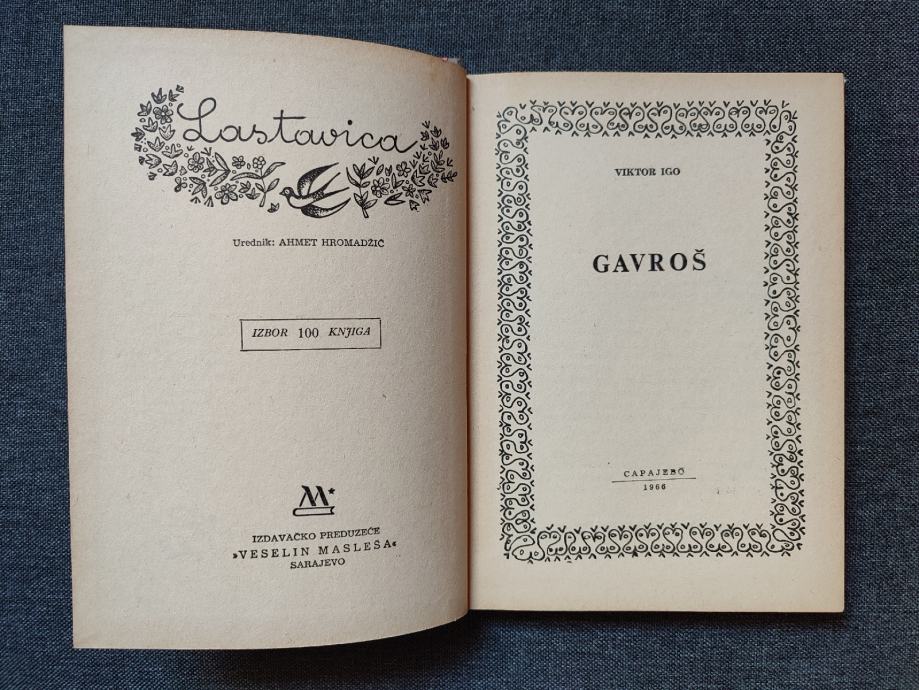 Lastavica
Urednik: AHMET HROMADŽIĆ
IZBOR 100 KNJIGA
IZDAVAČKO PREDUZEĆE
»VESELIN MASLEŠA«
SARAJEVO
VIKTOR IGO
GAVROŠ
САРАЈЕВО
1966